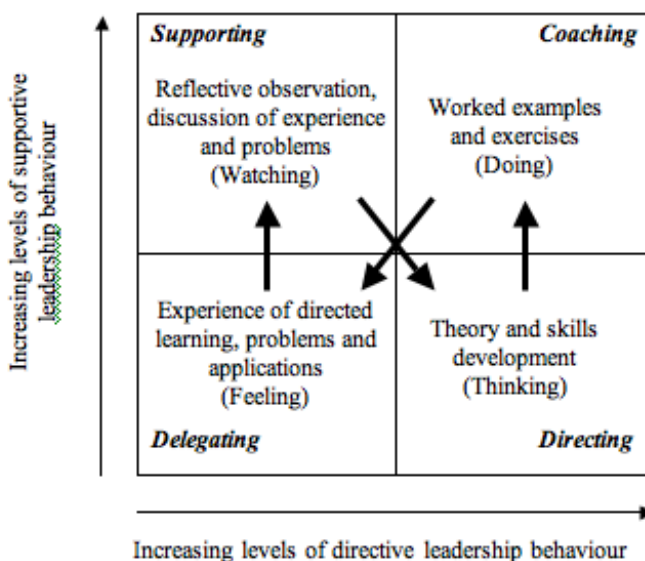 Increasing levels of supportive
leadership behaviour
Supporting
Reflective observation,
discussion of experience
and problems
(Watching)
Coaching
Worked examples
and exercises
(Doing)
Experience of directed
learning, problems and
applications
(Feeling)
Delegating
Theory and skills
development
(Thinking)
Directing
Increasing levels of directive leadership behaviour